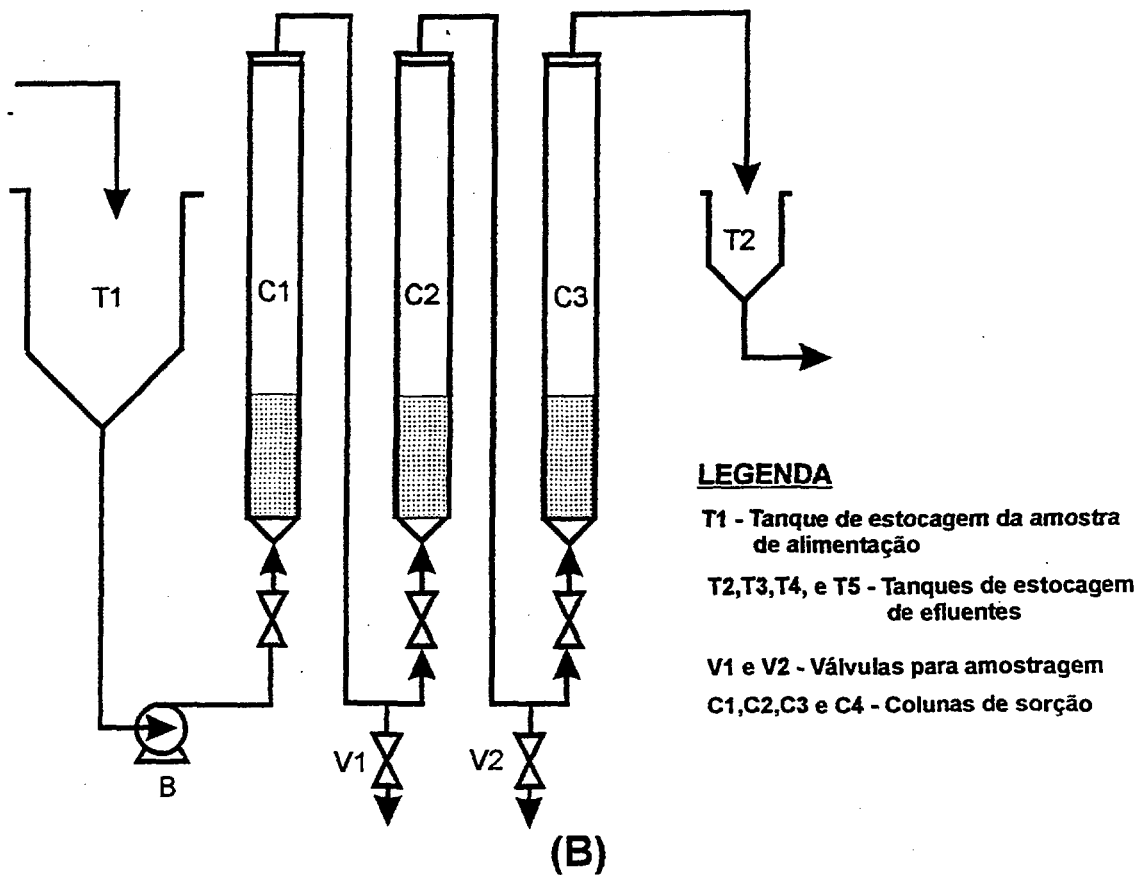 C1
C2
C3
T1
T2
B
V1
V2
LEGENDA
T1 - Tanque de estocagem da amostra
de alimentação
T2,T3,T4, e T5 - Tanques de estocagem
de efluentes
V1 e V2 - Válvulas para amostragem
C1,C2,C3 e C4 - Colunas de sorção
(B)